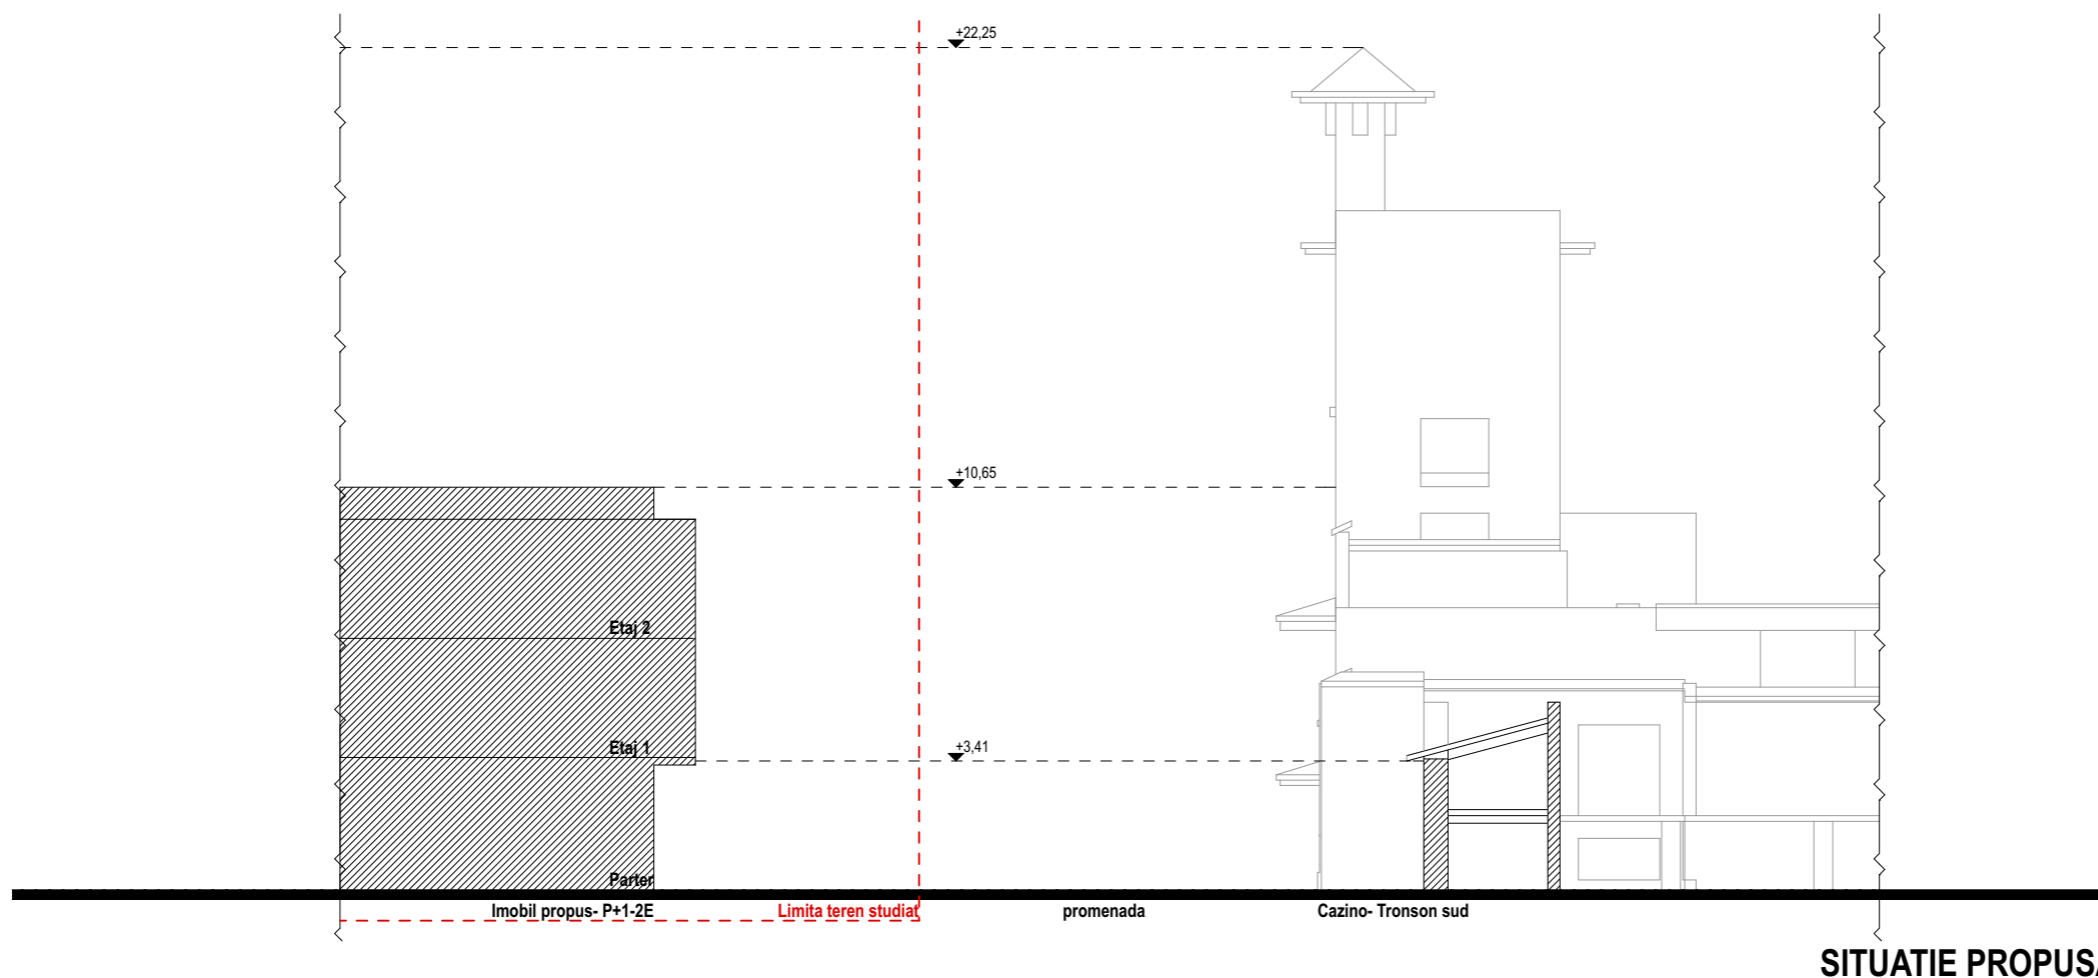 +22,25
+10,65
Etaj 2
Etaj 1
+3,41
Parter
Imobil propus- P+1-2E Limita teren studiat promenada Cazino- Tronson sud
SITUATIE